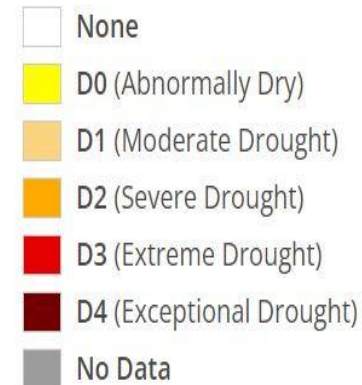 None
D0 (Abnormally Dry)
D1 (Moderate Drought)
D2 (Severe Drought)
D3 (Extreme Drought)
D4 (Exceptional Drought)
No Data